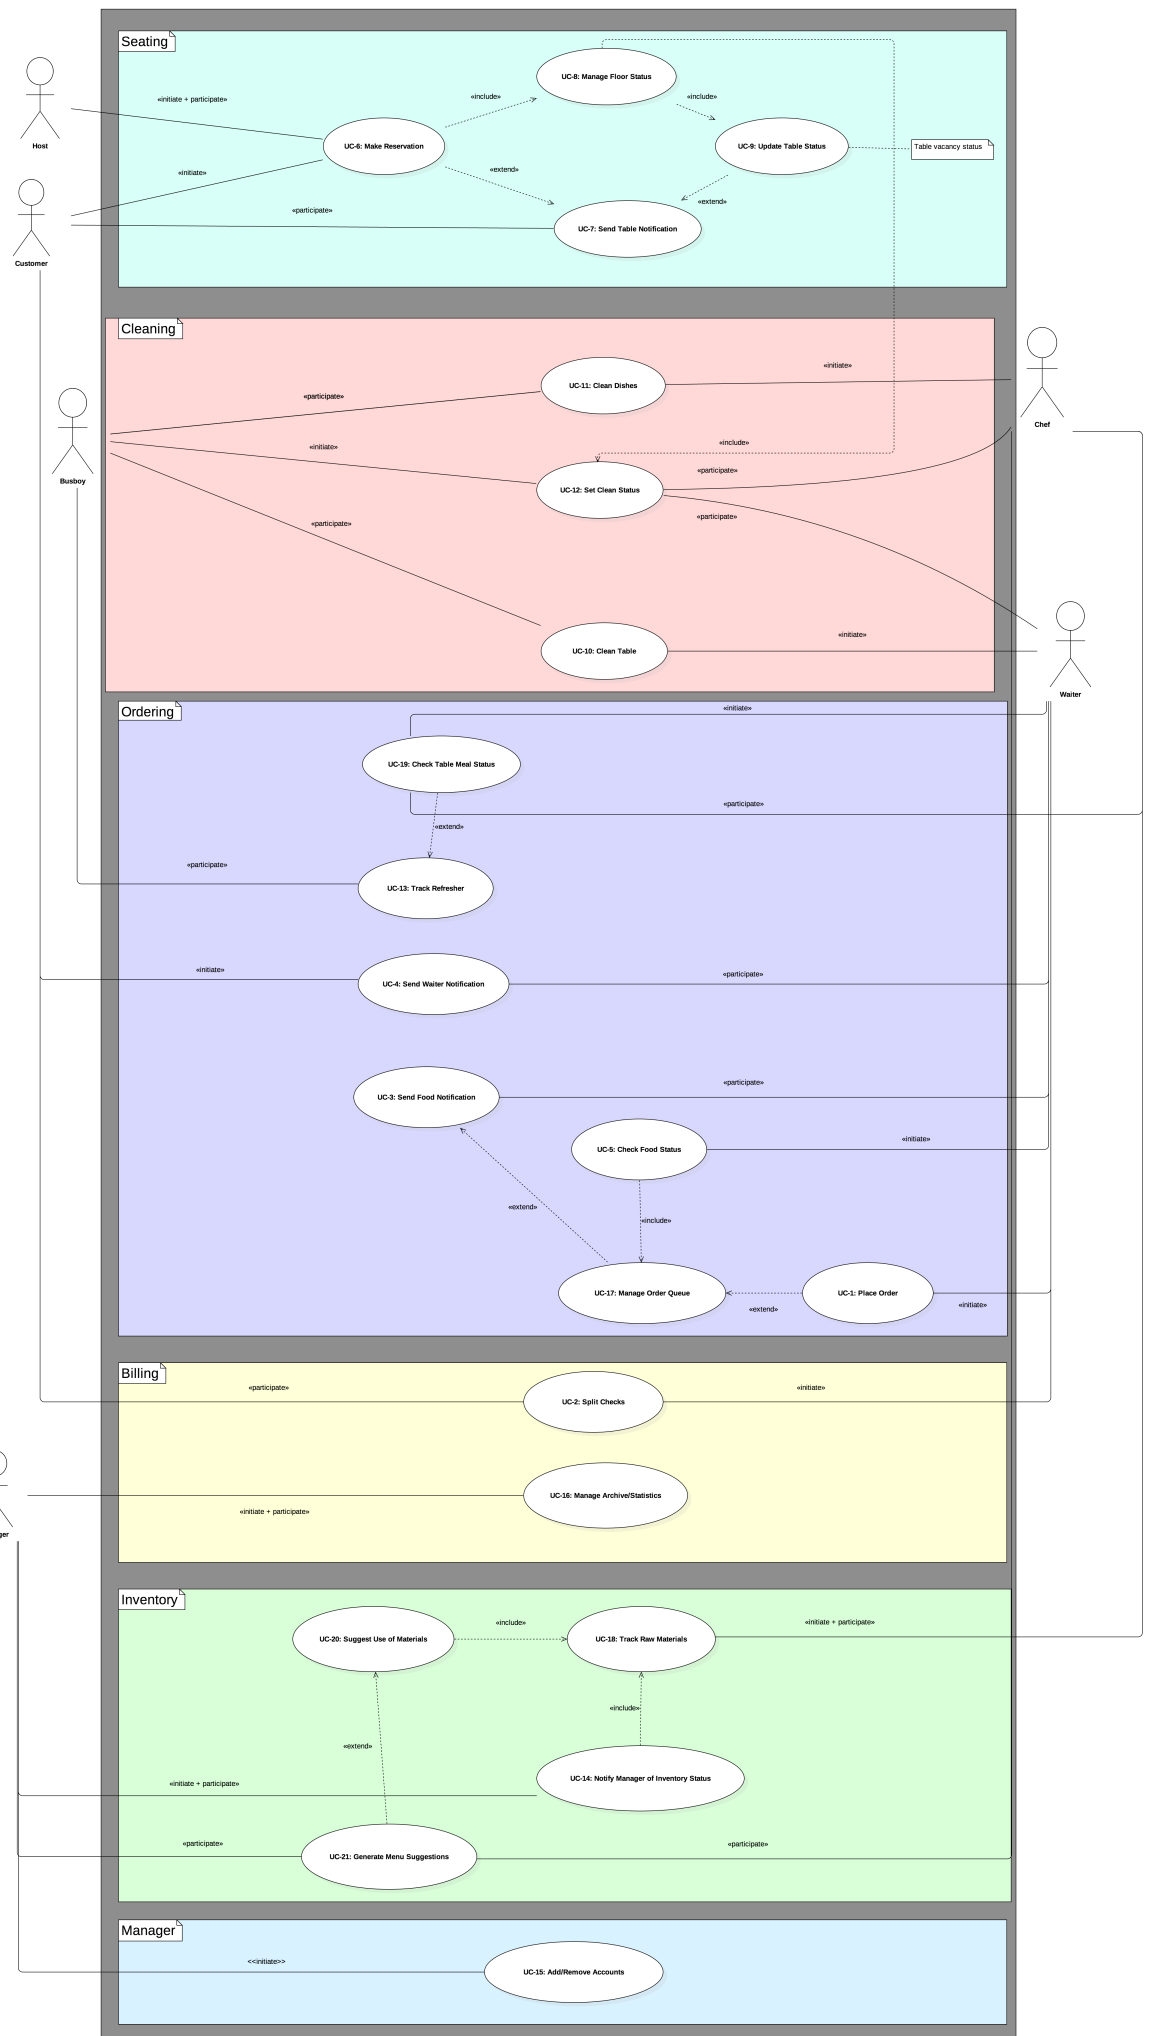 Seating
«include»
UC-8: Manage Floor Status
«initiate + participate»
«include»
Host
UC-6: Make Reservation
UC-9: Update Table Status
Table vacancy status
«initiate»
«extend»
«extend»
«participate»
UC-7: Send Table Notification
Customer
Cleaning
UC-11: Clean Dishes
«initiate»
«participate»
Chef
«initiate»
«include»
Busboy
«participate»
UC-12: Set Clean Status
«participate»
«participate»
«initiate»
UC-10: Clean Table
Waiter
Ordering
«initiate»
UC-19: Check Table Meal Status
«participate»
«extend»
«participate»
UC-13: Track Refresher
«initiate»
«participate»
UC-4: Send Waiter Notification
«participate»
UC-3: Send Food Notification
«initiate»
UC-5: Check Food Status
«extend»
«include»
UC-17: Manage Order Queue
UC-1: Place Order
«extend»
«initiate»
Billing
«participate»
«initiate»
UC-2: Split Checks
UC-16: Manage Archive/Statistics
«initiate + participate»
ger
Inventory
«include»
«initiate + participate»
UC-20: Suggest Use of Materials
UC-18: Track Raw Materials
«include»
«extend»
UC-14: Notify Manager of Inventory Status
«initiate + participate»
«participate»
«participate»
UC-21: Generate Menu Suggestions
Manager
<<initiate>>
UC-15: Add/Remove Accounts